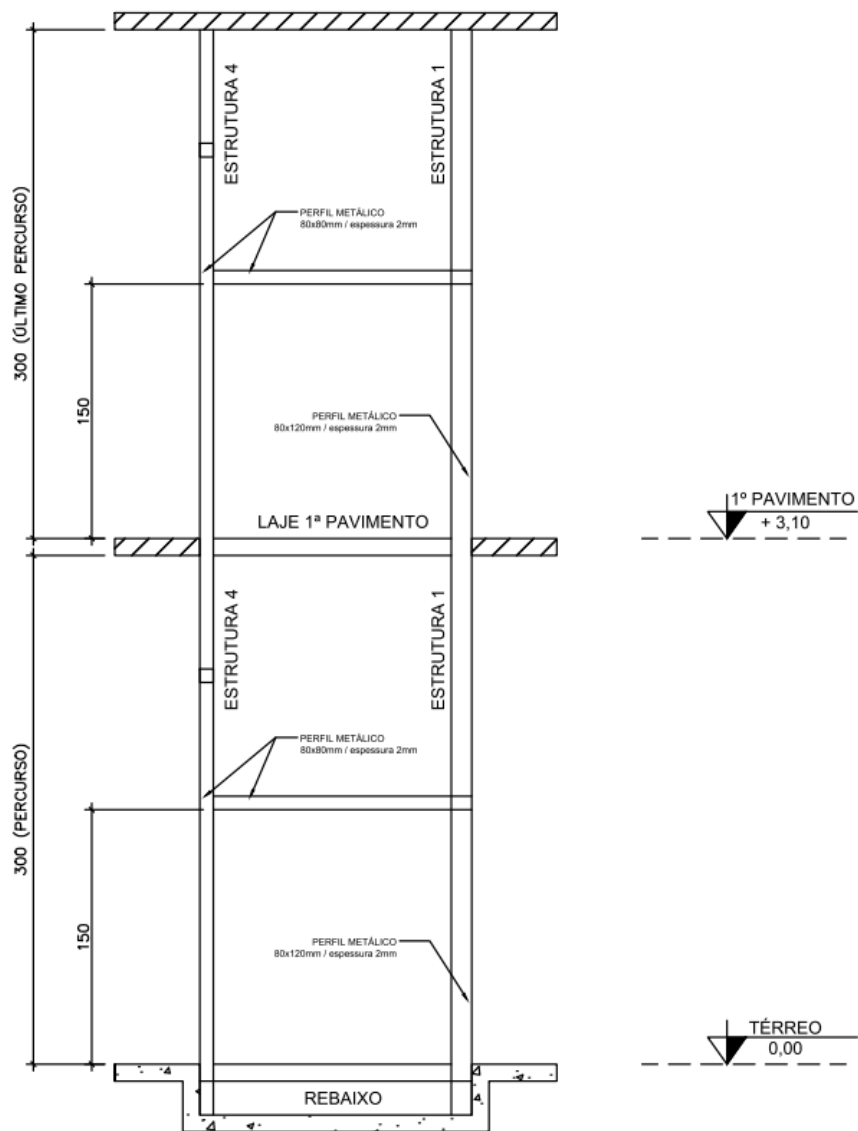 300 (ÚLTIMO PERCURSO)
ESTRUTURA 4
ESTRUTURA 1
PERFIL METÁLICO
80x80mm / espessura 2mm
150
PERFIL METÁLICO
80x120mm / espessura 2mm
LAJE 1ª PAVIMENTO
1º PAVIMENTO
+ 3,10
300 (PERCURSO)
ESTRUTURA 4
ESTRUTURA 1
PERFIL METÁLICO
80x80mm / espessura 2mm
150
PERFIL METÁLICO
80x120mm / espessura 2mm
TÉRREO
0,00
REBAIXO